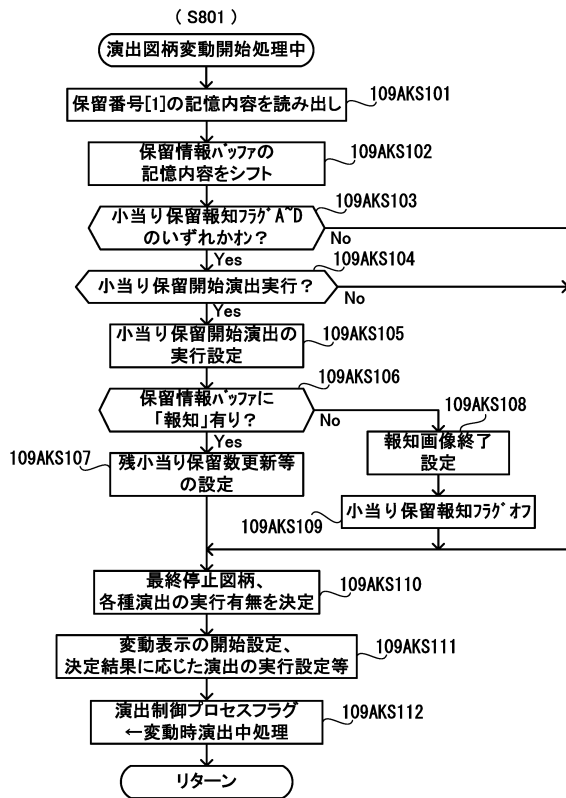 (S801)
演出図柄変動開始処理中
保留番号[1]の記憶内容を読み出し
109AKS101
保留情報バッファの
記憶内容をシフト
109AKS102
小当り保留報知フラグA~D
のいずれかオン?
109AKS103
No
Yes
小当り保留開始演出実行?
109AKS104
No
Yes
小当り保留開始演出の
実行設定
109AKS105
保留情報バッファに
「報知」有り?
109AKS106
No
Yes
109AKS107
残小当り保留数更新等
の設定
109AKS108
報知画像終了
設定
109AKS109
小当り保留報知フラグオフ
最終停止図柄、
各種演出の実行有無を決定
109AKS110
変動表示の開始設定、
決定結果に応じた演出の実行設定等
109AKS111
演出制御プロセスフラグ
←変動時演出中処理
109AKS112
リターン